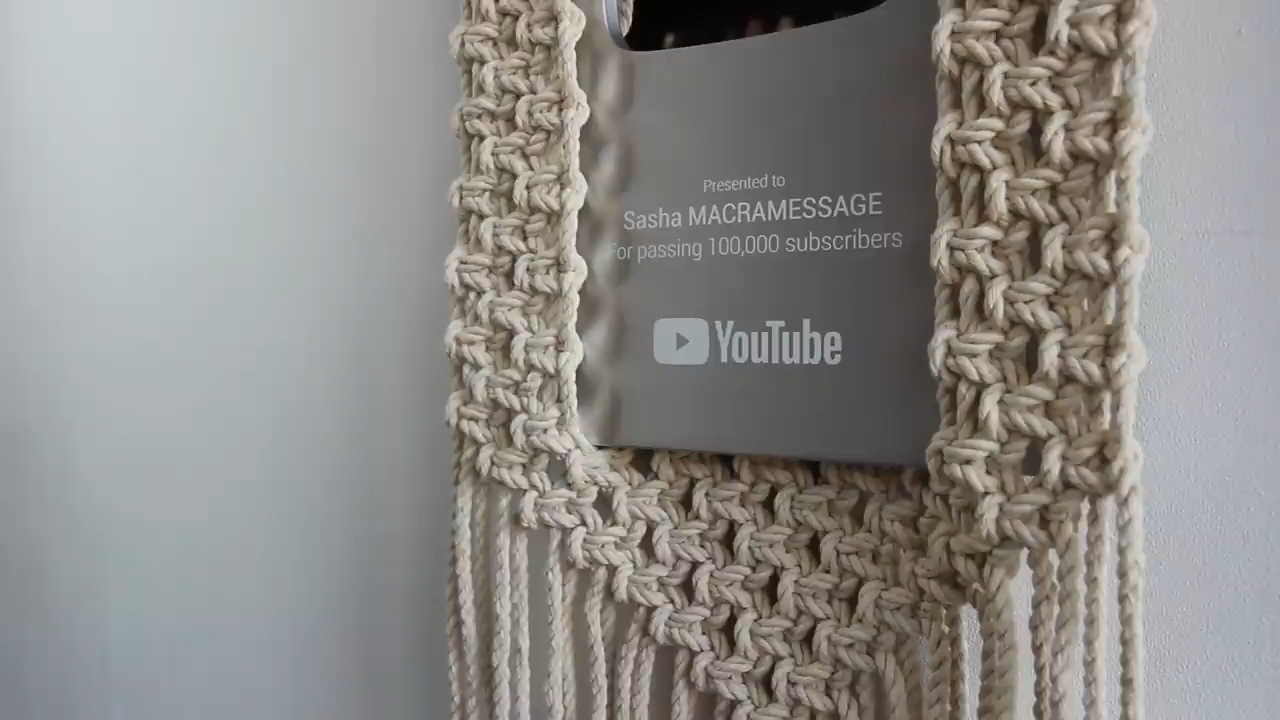 Presented to
Sasha MACRAMESSAGE
For passing 100,000 subscribers
YouTube